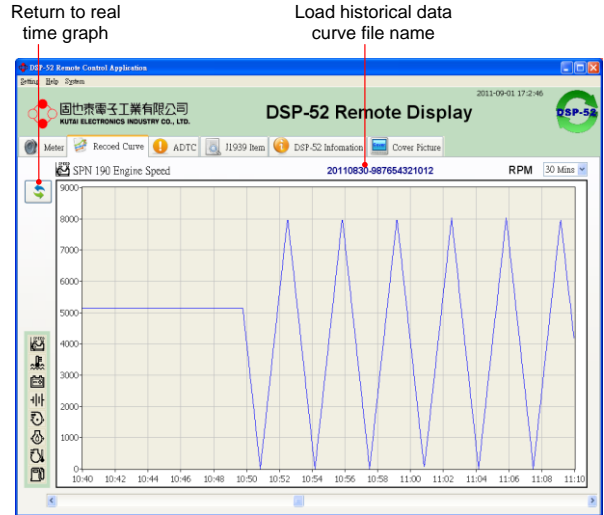 Return to real
time graph
Load historical data
curve file name
DSP-52 Remote Control Application
Setting Help System
固也泰電子工業有限公司
KUTAI ELECTRONICS INDUSTRY CO., LTD.
DSP-52 Remote Display
2011-09-01 17:2:46
DSP-52
Meter Recoed Curve ADTC J1939 Item DSP-52 Infomation Cover Picture
SPN 190 Engine Speed 20110830-987654321012 RPM 30 Mins
9000
8000
7000
6000
5000
4000
3000
2000
1000
0
10:40 10:42 10:44 10:46 10:48 10:50 10:52 10:54 10:56 10:58 11:00 11:02 11:04 11:06 11:08 11:10